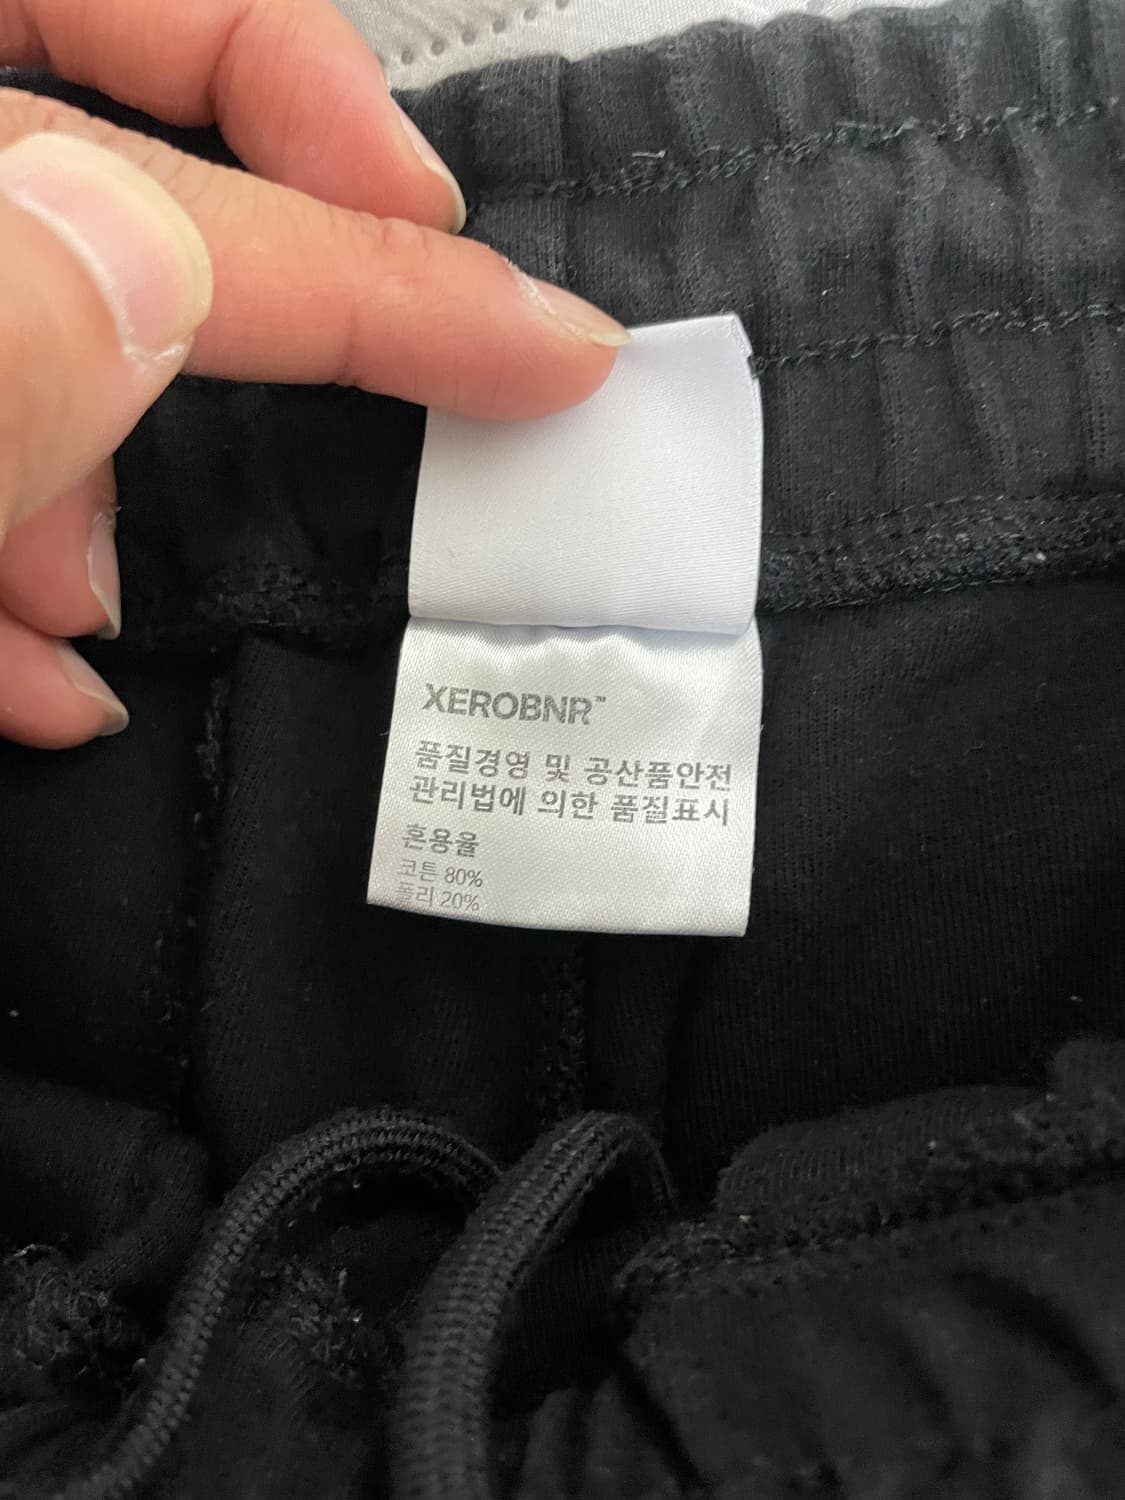 XEROBNR™
품질경영 및 공산품안전
관리법에 의한 품질표시
혼용율
코튼 80%
폴리 20%